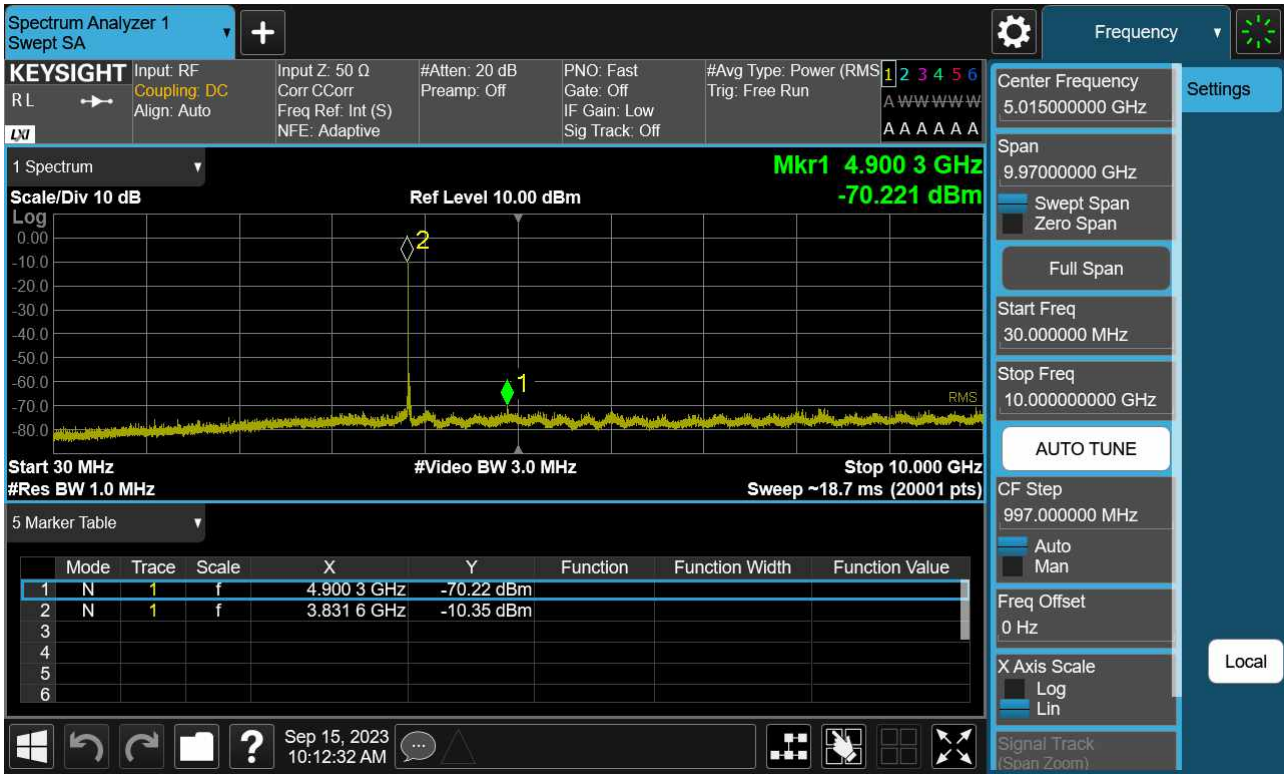 Spectrum Analyzer 1
Swept SA
+
Frequency
KEYSIGHT
R L
LXI
Input: RF
Coupling: DC
Align: Auto
Input Z: 50 Ω
Corr CCorr
Freq Ref: Int (S)
NFE: Adaptive
#Atten: 20 dB
Preamp: Off
PNO: Fast
Gate: Off
IF Gain: Low
Sig Track: Off
#Avg Type: Power (RMS
Trig: Free Run
1 2 3 4 5 6
A W W W W W
A A A A A A
1 Spectrum
Scale/Div 10 dB
Ref Level 10.00 dBm
Mkr1 4.900 3 GHz
-70.221 dBm
Log
0.00
-10.0
-20.0
-30.0
-40.0
-50.0
-60.0
-70.0
-80.0
2
1
RMS
Start 30 MHz
#Video BW 3.0 MHz
Stop 10.000 GHz
#Res BW 1.0 MHz
Sweep ~18.7 ms (20001 pts)
5 Marker Table
Mode Trace Scale X Y Function Function Width Function Value
1 N 1 f 4.900 3 GHz -70.22 dBm
2 N 1 f 3.831 6 GHz -10.35 dBm
3
4
5
6
?
Sep 15, 2023
10:12:32 AM
Center Frequency
5.015000000 GHz
Span
9.97000000 GHz
Swept Span
Zero Span
Full Span
Start Freq
30.000000 MHz
Stop Freq
10.000000000 GHz
AUTO TUNE
CF Step
997.000000 MHz
Auto
Man
Freq Offset
0 Hz
X Axis Scale
Log
Lin
Signal Track
(Span Zoom)
Settings
Local